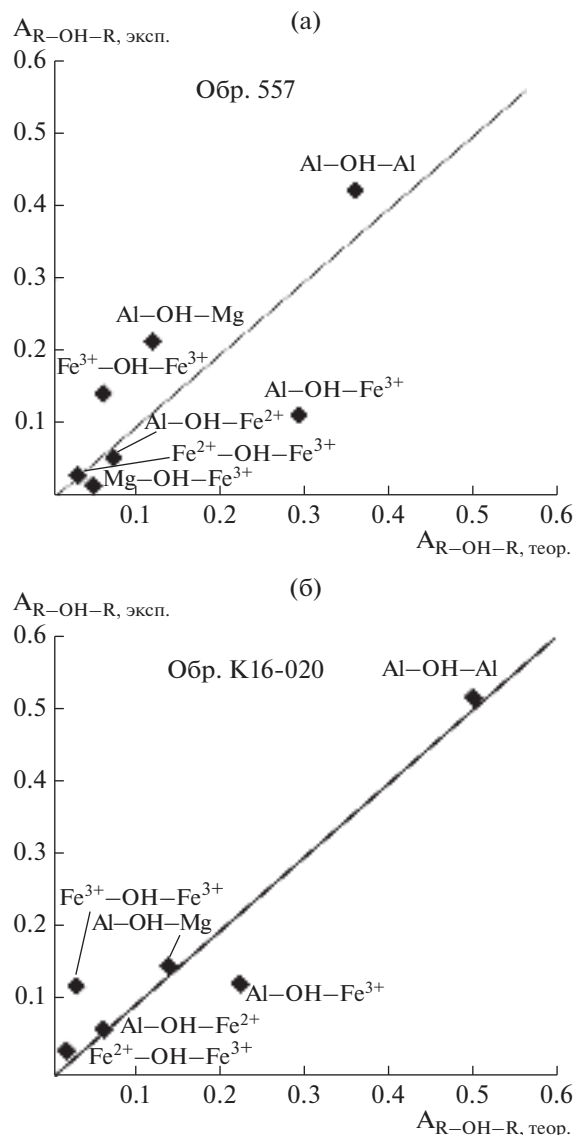 (а)
A R–OH–R, эксп.
0.6
Обр. 557
0.5
Al–OH–Al
0.4
0.3
Al–OH–Mg
0.2
Fe³⁺–OH–Fe³⁺
Al–OH–Fe³⁺
0.1
Al–OH–Fe²⁺
Fe²⁺–OH–Fe³⁺
Mg–OH–Fe³⁺
0.1 0.2 0.3 0.4 0.5 0.6
A R–OH–R, теор.
(б)
A R–OH–R, эксп.
0.6
Обр. K16-020
Al–OH–Al
0.5
0.4
0.3
Fe³⁺–OH–Fe³⁺
0.2
Al–OH–Mg
0.1
Al–OH–Fe³⁺
Al–OH–Fe²⁺
Fe²⁺–OH–Fe³⁺
0.1 0.2 0.3 0.4 0.5 0.6
A R–OH–R, теор.